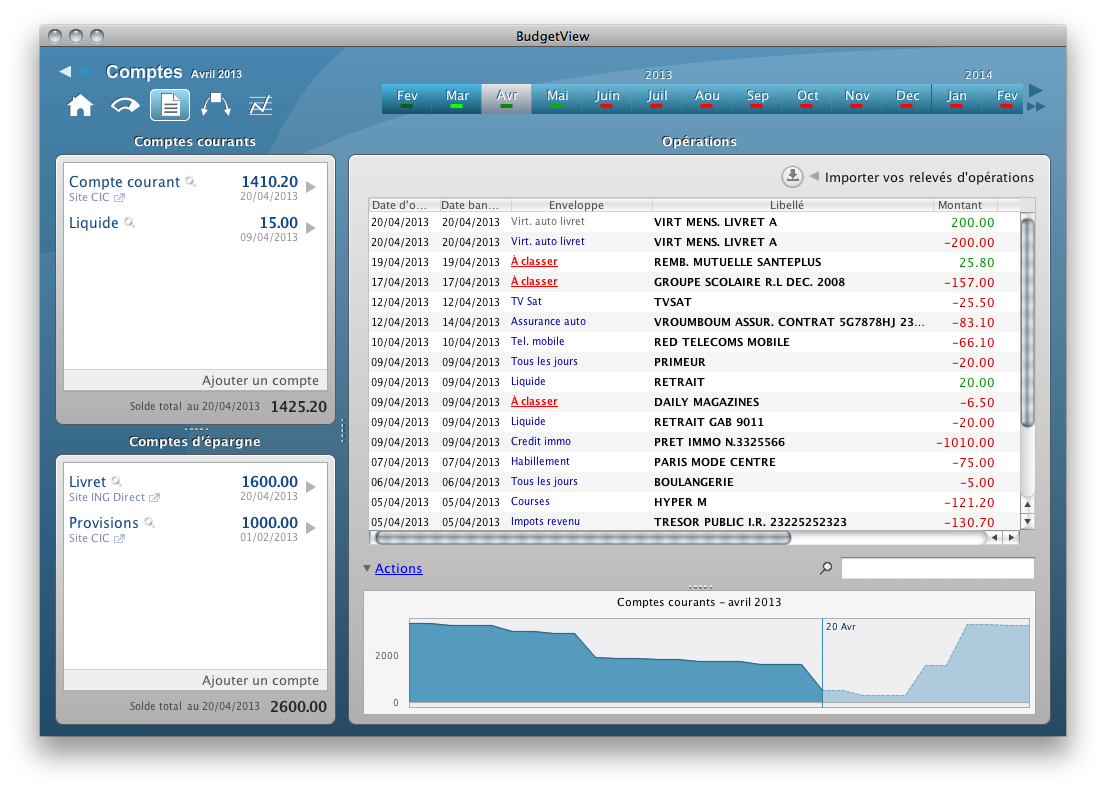 BudgetView
Comptes Avril 2013
2013 2014
Fev Mar Avr Mai Juin Juil Aou Sep Oct Nov Dec Jan Fev
Comptes courants
Compte courant 1410.20
Site CIC 20/04/2013
Liquide 15.00
09/04/2013
Ajouter un compte
Solde total au 20/04/2013 1425.20
Comptes d'épargne
Livret 1600.00
Site ING Direct 20/04/2013
Provisions 1000.00
Site CIC 01/02/2013
Ajouter un compte
Solde total au 20/04/2013 2600.00
Opérations
Importer vos relevés d'opérations
Date d'o... Date ban... Enveloppe Libellé Montant
20/04/2013 20/04/2013 Virt. auto livret VIRT MENS. LIVRET A 200.00
20/04/2013 20/04/2013 Virt. auto livret VIRT MENS. LIVRET A -200.00
19/04/2013 19/04/2013 À classer REMB. MUTUELLE SANTEPLUS 25.80
17/04/2013 17/04/2013 À classer GROUPE SCOLAIRE R.L DEC. 2008 -157.00
12/04/2013 12/04/2013 TV Sat TVSAT -25.50
12/04/2013 14/04/2013 Assurance auto VROUMBOUM ASSUR. CONTRAT 5G7878HJ 23... -83.10
10/04/2013 10/04/2013 Tel. mobile RED TELECOMS MOBILE -66.10
09/04/2013 09/04/2013 Tous les jours PRIMEUR -20.00
09/04/2013 09/04/2013 Liquide RETRAIT 20.00
09/04/2013 09/04/2013 À classer DAILY MAGAZINES -6.50
09/04/2013 09/04/2013 Liquide RETRAIT GAB 9011 -20.00
09/04/2013 09/04/2013 Credit immo PRET IMMO N.3325566 -1010.00
07/04/2013 07/04/2013 Habillement PARIS MODE CENTRE -75.00
06/04/2013 06/04/2013 Tous les jours BOULANGERIE -5.00
05/04/2013 05/04/2013 Courses HYPER M -121.20
05/04/2013 05/04/2013 Impots revenu TRESOR PUBLIC I.R. 23225252323 -130.70
Actions
Comptes courants - avril 2013
20 Avr
2000
0